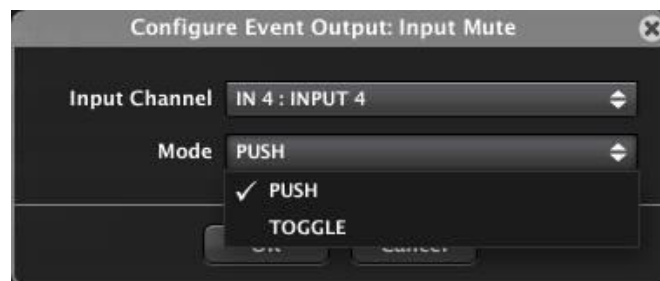 Configure Event Output: Input Mute
Input Channel IN 4 : INPUT 4
Mode PUSH
✓ PUSH
TOGGLE